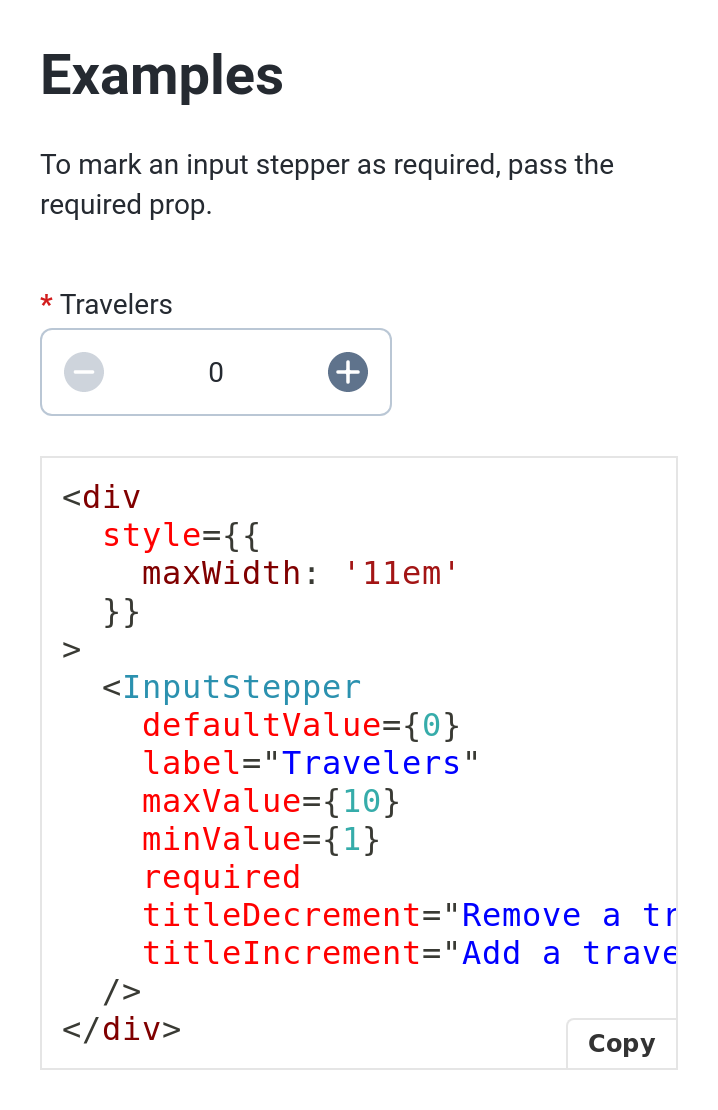 Examples
To mark an input stepper as required, pass the
required prop.
* Travelers
0
<div
  style={{
    maxWidth: '11em'
  }}
>
  <InputStepper
    defaultValue={0}
    label="Travelers"
    maxValue={10}
    minValue={1}
    required
    titleDecrement="Remove a tr
    titleIncrement="Add a trave
  />
</div>
Copy